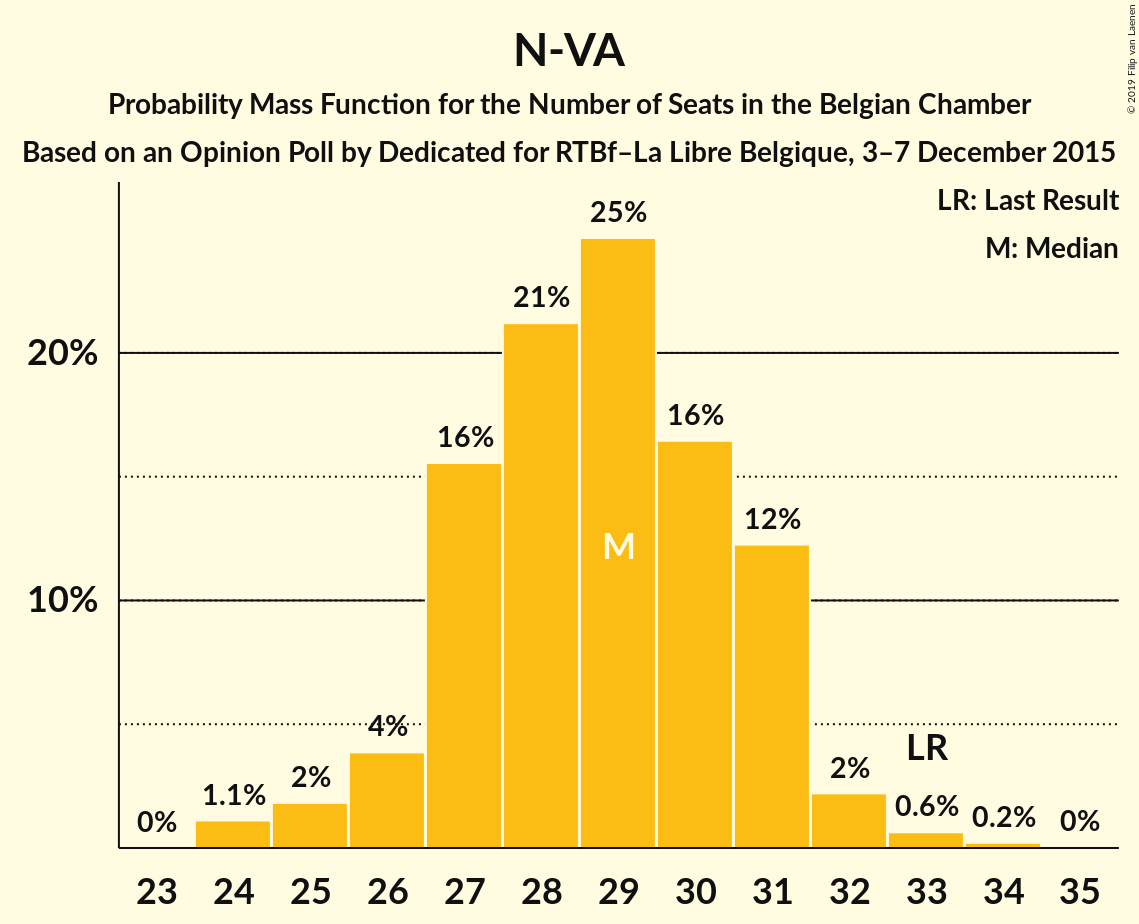 N-VA
Probability Mass Function for the Number of Seats in the Belgian Chamber
Based on an Opinion Poll by Dedicated for RTBf–La Libre Belgique, 3–7 December 2015
© 2019 Filip van Laenen
LR: Last Result
M: Median
20%
10%
0%
1.1%
2%
4%
16%
21%
25%
M
16%
12%
2%
LR
0.6%
0.2%
0%
23 24 25 26 27 28 29 30 31 32 33 34 35